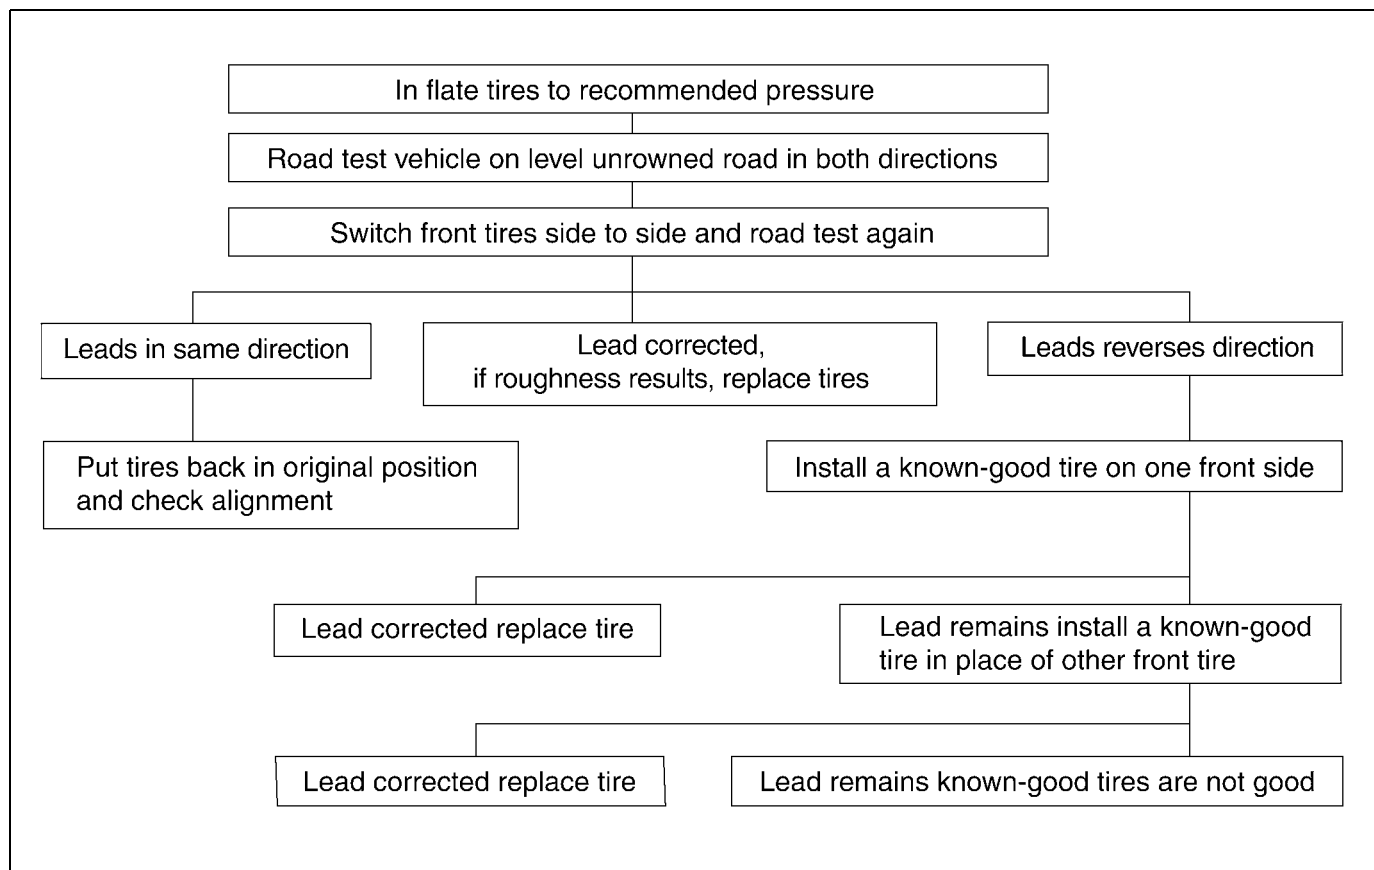 In flate tires to recommended pressure
Road test vehicle on level unrowned road in both directions
Switch front tires side to side and road test again
Leads in same direction
Lead corrected,
if roughness results, replace tires
Leads reverses direction
Put tires back in original position
and check alignment
Install a known-good tire on one front side
Lead corrected replace tire
Lead remains install a known-good
tire in place of other front tire
Lead corrected replace tire
Lead remains known-good tires are not good